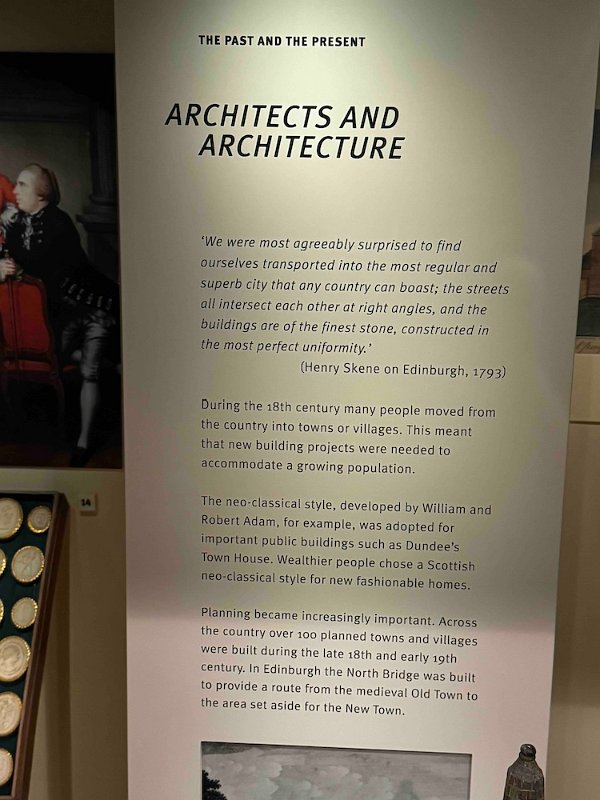 THE PAST AND THE PRESENT
ARCHITECTS AND
ARCHITECTURE
‘We were most agreeably surprised to find
ourselves transported into the most regular and
superb city that any country can boast; the streets
all intersect each other at right angles, and the
buildings are of the finest stone, constructed in
the most perfect uniformity.’
(Henry Skene on Edinburgh, 1793)
During the 18th century many people moved from
the country into towns or villages. This meant
that new building projects were needed to
accommodate a growing population.
The neo-classical style, developed by William and
Robert Adam, for example, was adopted for
important public buildings such as Dundee’s
Town House. Wealthier people chose a Scottish
neo-classical style for new fashionable homes.
Planning became increasingly important. Across
the country over 100 planned towns and villages
were built during the late 18th and early 19th
century. In Edinburgh the North Bridge was built
to provide a route from the medieval Old Town to
the area set aside for the New Town.
14